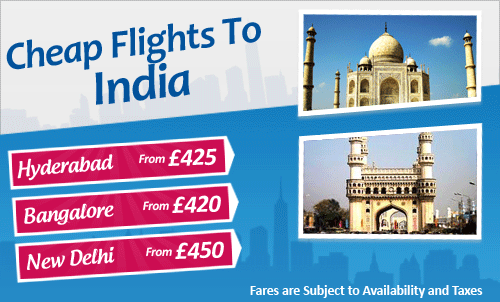 Cheap Flights To
India
Hyderabad From £425
Bangalore From £420
New Delhi From £450
Fares are Subject to Availability and Taxes